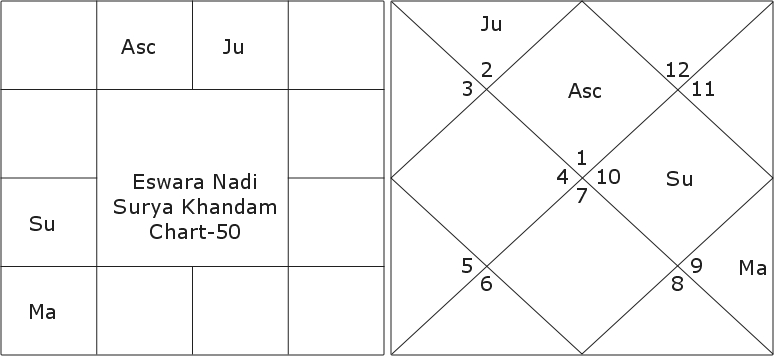 Asc Ju
Eswara Nadi
Surya Khandam
Chart-50
Su
Ma
Ju
2 12
3 Asc 11
1
4 10 Su
7
5 9 Ma
6 8